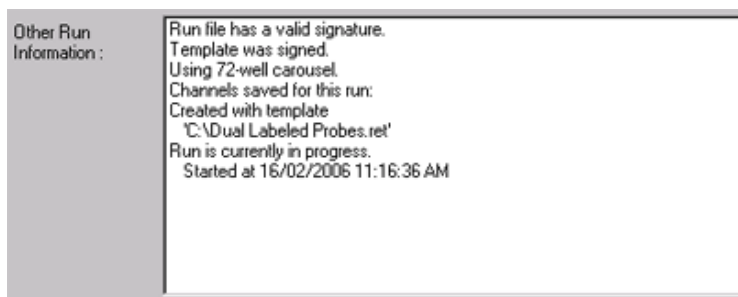 Other Run
Information :
Run file has a valid signature.
Template was signed.
Using 72-well carousel.
Channels saved for this run:
Created with template
'C:\Dual Labeled Probes.ret'
Run is currently in progress.
Started at 16/02/2006 11:16:36 AM